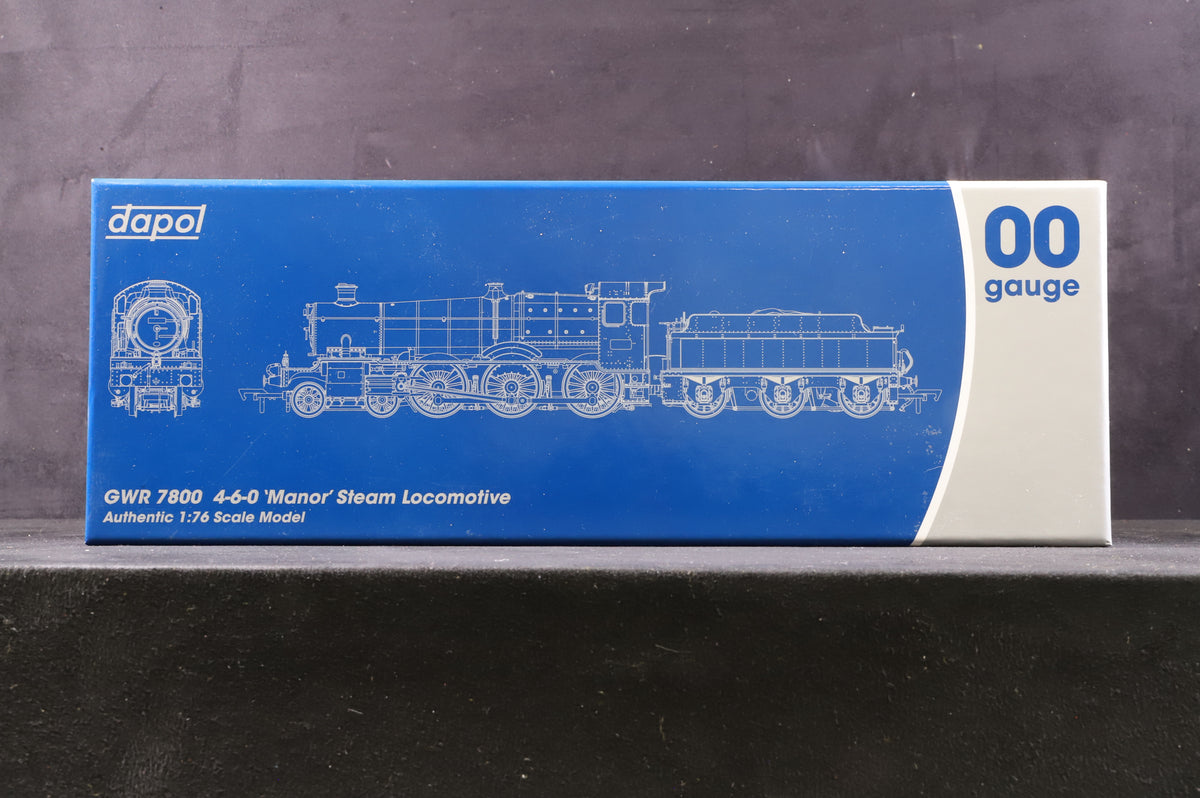 dapol
00
gauge
GWR 7800 4-6-0 'Manor' Steam Locomotive
Authentic 1:76 Scale Model